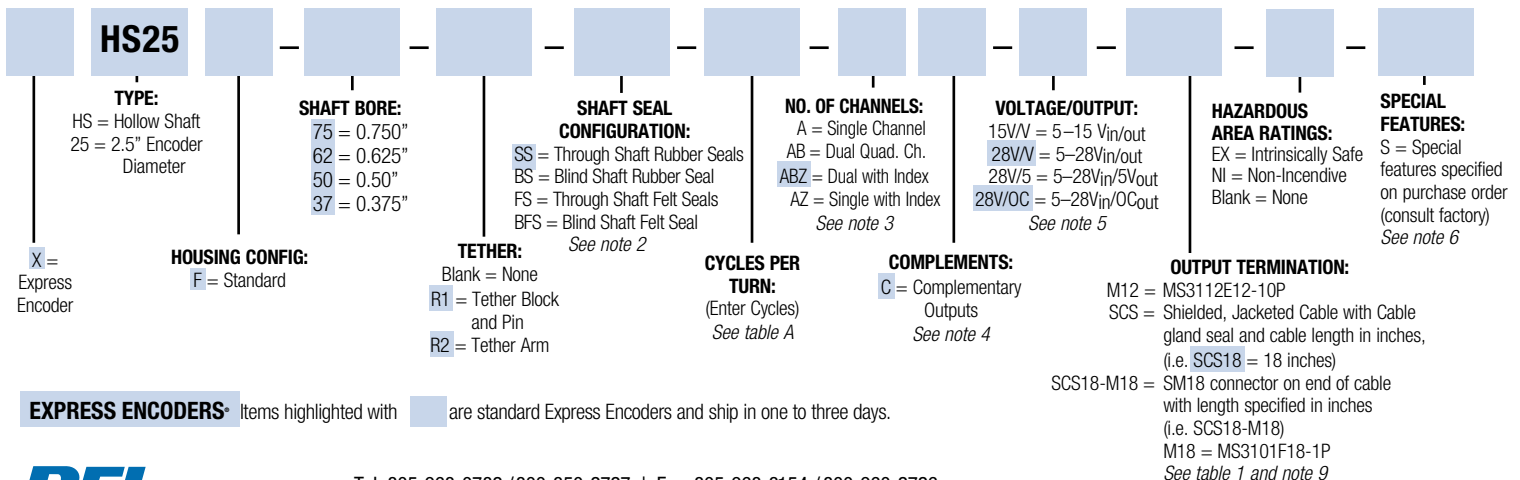 HS25
TYPE:
HS = Hollow Shaft
25 = 2.5” Encoder
Diameter
SHAFT BORE:
75 = 0.750”
62 = 0.625”
50 = 0.50”
37 = 0.375”
SHAFT SEAL
CONFIGURATION:
SS = Through Shaft Rubber Seals
BS = Blind Shaft Rubber Seal
FS = Through Shaft Felt Seals
BFS = Blind Shaft Felt Seal
See note 2
NO. OF CHANNELS:
A = Single Channel
AB = Dual Quad. Ch.
ABZ = Dual with Index
AZ = Single with Index
See note 3
VOLTAGE/OUTPUT:
15V/V = 5–15 Vin/out
28V/V = 5–28Vin/out
28V/5 = 5–28Vin/5Vout
28V/OC = 5–28Vin/OCout
See note 5
HAZARDOUS
AREA RATINGS:
EX = Intrinsically Safe
NI = Non-Incendive
Blank = None
SPECIAL
FEATURES:
S = Special
features specified
on purchase order
(consult factory)
See note 6
X =
Express
Encoder
HOUSING CONFIG:
F = Standard
TETHER:
Blank = None
R1 = Tether Block
and Pin
R2 = Tether Arm
CYCLES PER
TURN:
(Enter Cycles)
See table A
COMPLEMENTS:
C = Complementary
Outputs
See note 4
OUTPUT TERMINATION:
M12 = MS3112E12-10P
SCS = Shielded, Jacketed Cable with Cable
gland seal and cable length in inches,
(i.e. SCS18 = 18 inches)
SCS18-M18 = SM18 connector on end of cable
with length specified in inches
(i.e. SCS18-M18)
M18 = MS3101F18-1P
See table 1 and note 9
EXPRESS ENCODERS® Items highlighted with are standard Express Encoders and ship in one to three days.